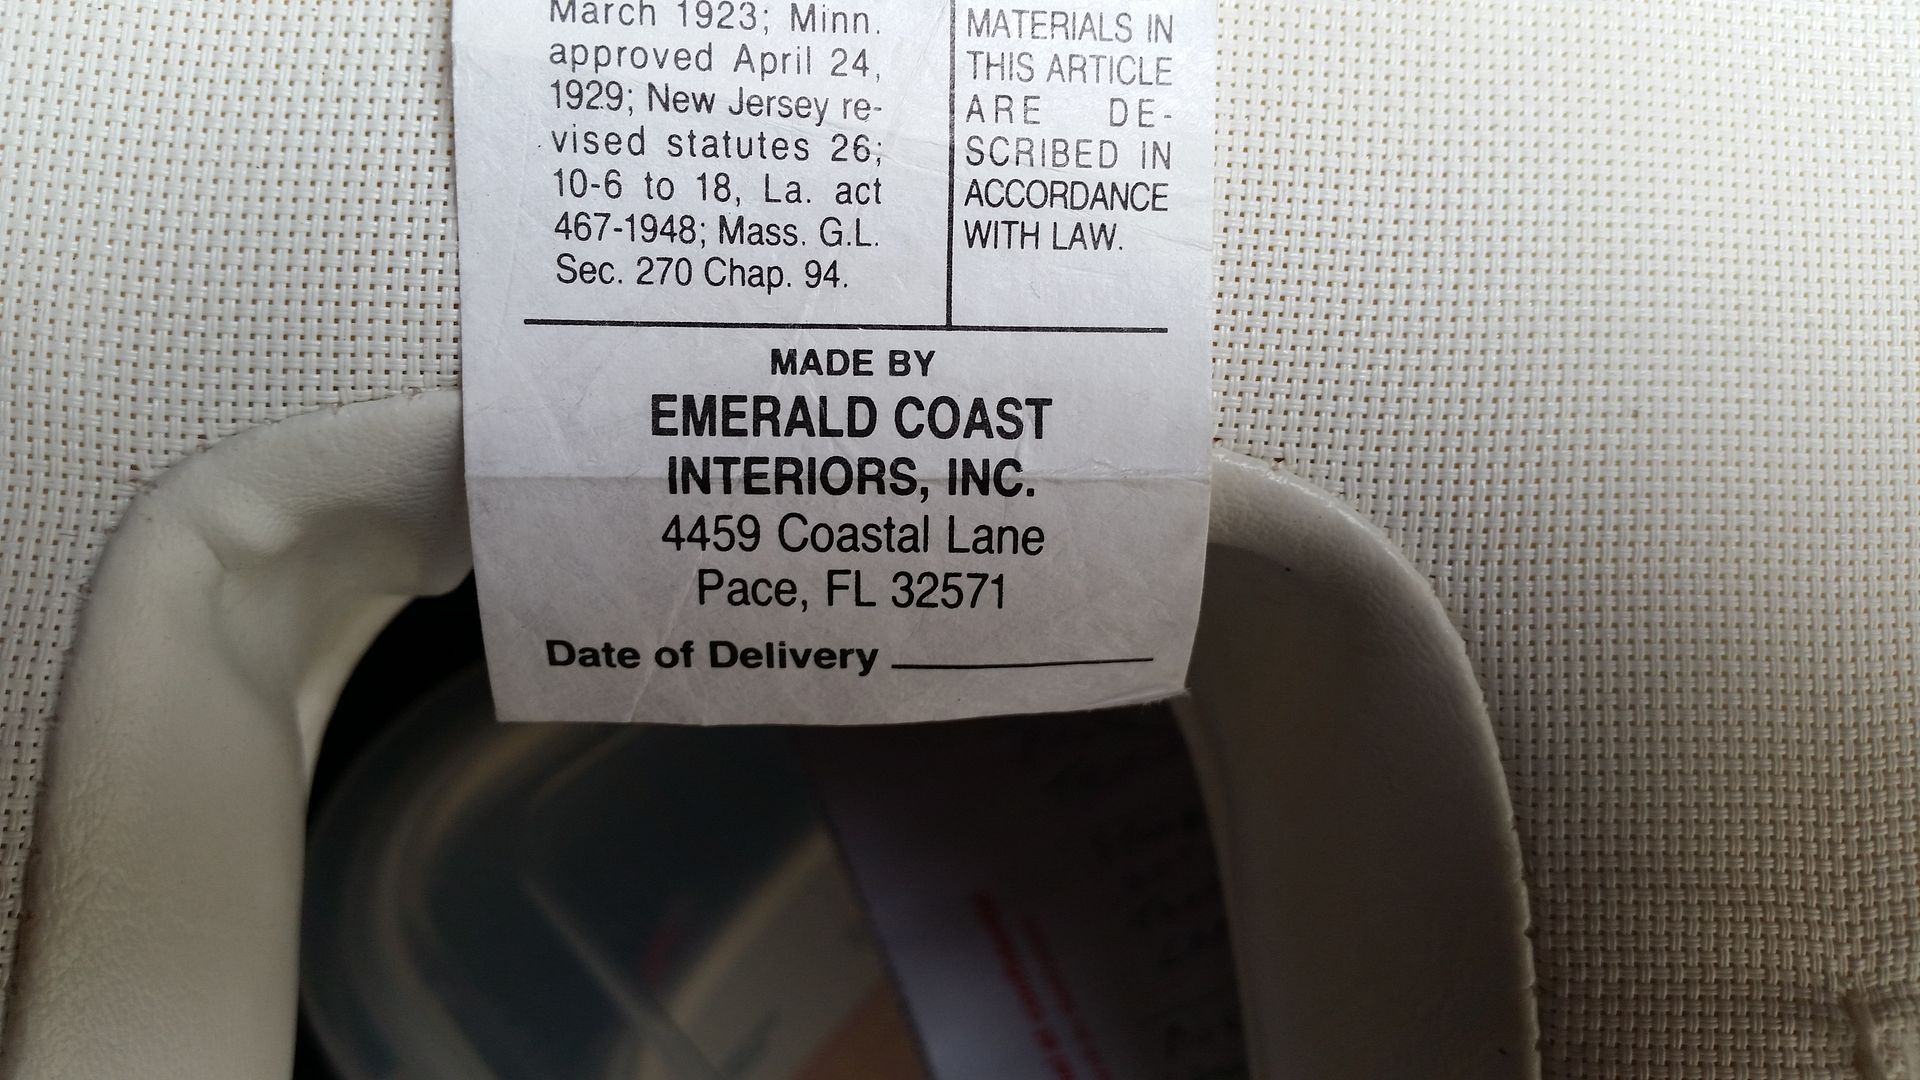 March 1923; Minn.
approved April 24,
1929; New Jersey re-
vised statutes 26;
10-6 to 18, La. act
467-1948; Mass. G.L.
Sec. 270 Chap. 94.
MATERIALS IN
THIS ARTICLE
ARE DE-
SCRIBED IN
ACCORDANCE
WITH LAW.
MADE BY
EMERALD COAST
INTERIORS, INC.
4459 Coastal Lane
Pace, FL 32571
Date of Delivery